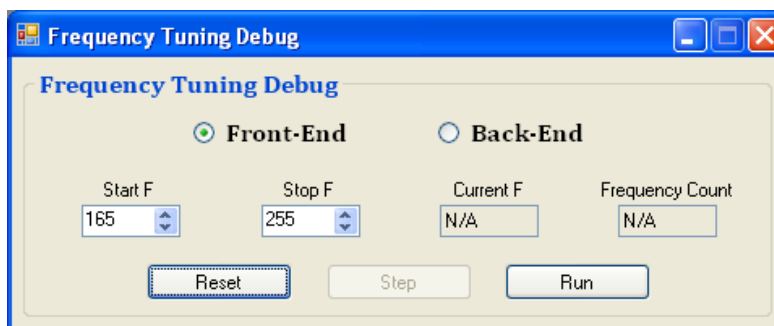 Frequency Tuning Debug
Frequency Tuning Debug
Front-End Back-End
Start F Stop F Current F Frequency Count
165 255 N/A N/A
Reset Step Run